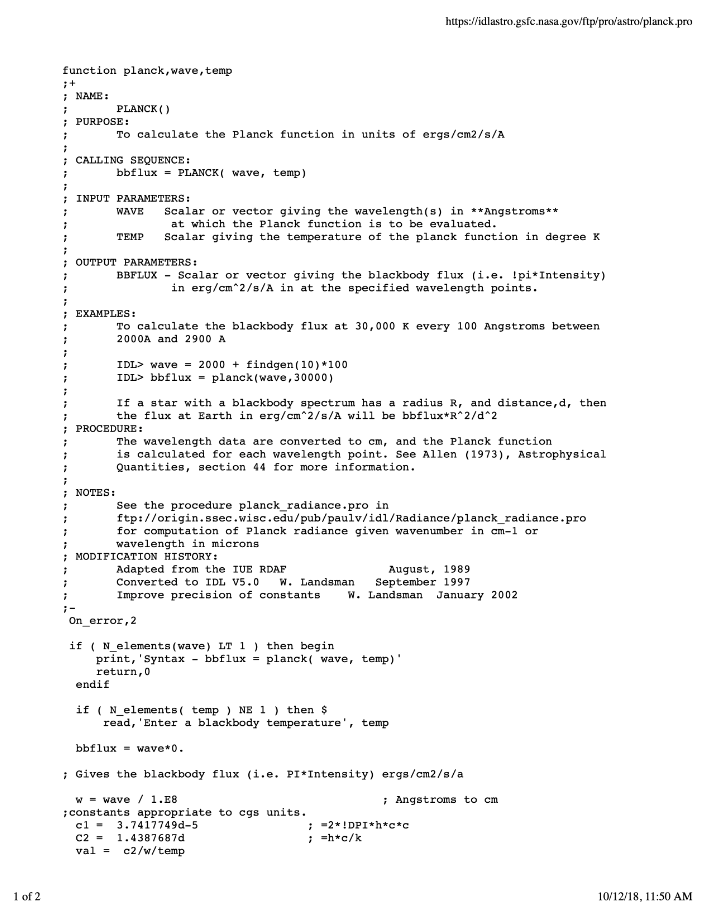 https://idlastro.gsfc.nasa.gov/ftp/pro/astro/planck.pro
function planck,wave,temp
;+
; NAME:
;       PLANCK()
; PURPOSE:
;       To calculate the Planck function in units of ergs/cm2/s/A
;
; CALLING SEQUENCE:
;       bbflux = PLANCK( wave, temp)
;
; INPUT PARAMETERS:
;       WAVE   Scalar or vector giving the wavelength(s) in **Angstroms**
;               at which the Planck function is to be evaluated.
;       TEMP   Scalar giving the temperature of the planck function in degree K
;
; OUTPUT PARAMETERS:
;       BBFLUX - Scalar or vector giving the blackbody flux (i.e. !pi*Intensity)
;               in erg/cm^2/s/A in at the specified wavelength points.
;
; EXAMPLES:
;       To calculate the blackbody flux at 30,000 K every 100 Angstroms between
;       2000A and 2900 A
;
;       IDL> wave = 2000 + findgen(10)*100
;       IDL> bbflux = planck(wave,30000)
;
;       If a star with a blackbody spectrum has a radius R, and distance,d, then
;       the flux at Earth in erg/cm^2/s/A will be bbflux*R^2/d^2
; PROCEDURE:
;       The wavelength data are converted to cm, and the Planck function
;       is calculated for each wavelength point. See Allen (1973), Astrophysical
;       Quantities, section 44 for more information.
;
; NOTES:
;       See the procedure planck_radiance.pro in
;       ftp://origin.ssec.wisc.edu/pub/paulv/idl/Radiance/planck_radiance.pro
;       for computation of Planck radiance given wavenumber in cm-1 or
;       wavelength in microns
; MODIFICATION HISTORY:
;       Adapted from the IUE RDAF               August, 1989
;       Converted to IDL V5.0   W. Landsman   September 1997
;       Improve precision of constants    W. Landsman  January 2002
;-
 On_error,2
 if ( N_elements(wave) LT 1 ) then begin
     print,'Syntax - bbflux = planck( wave, temp)'
     return,0
  endif
  if ( N_elements( temp ) NE 1 ) then $
      read,'Enter a blackbody temperature', temp
  bbflux = wave*0.
; Gives the blackbody flux (i.e. PI*Intensity) ergs/cm2/s/a
  w = wave / 1.E8                              ; Angstroms to cm
;constants appropriate to cgs units.
  c1 =  3.7417749d-5                ; =2*!DPI*h*c*c
  C2 =  1.4387687d                  ; =h*c/k
  val =  c2/w/temp
1 of 2
10/12/18, 11:50 AM